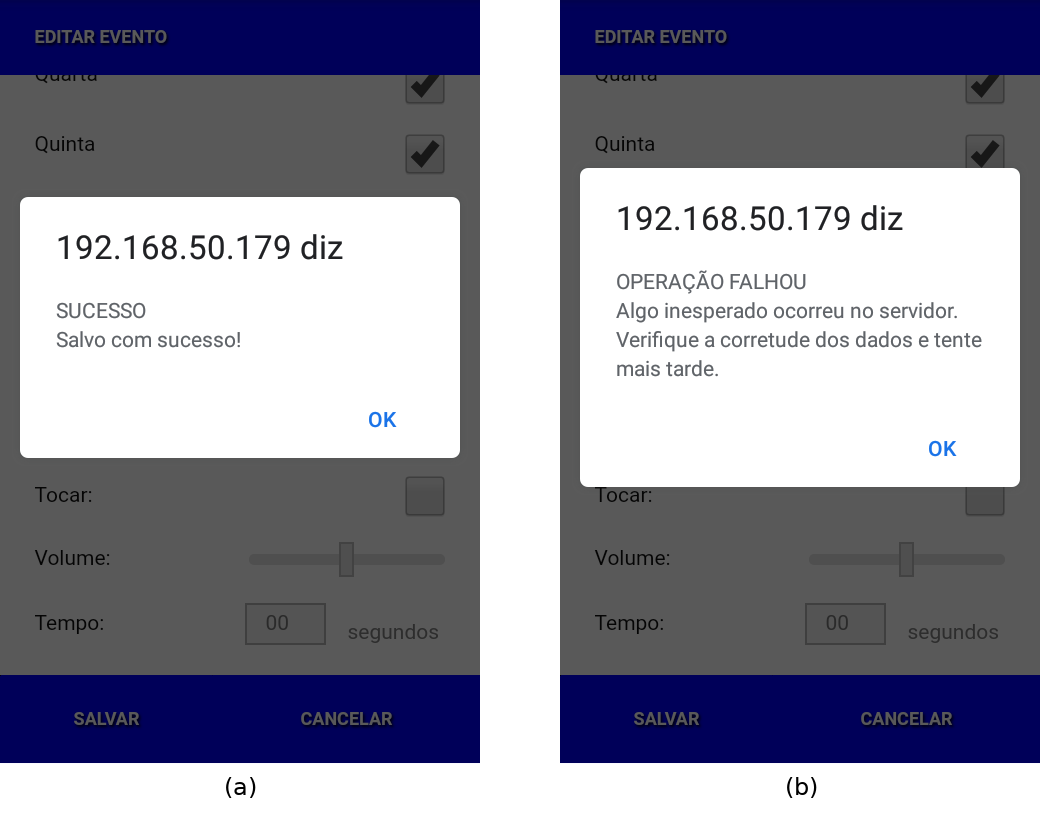 EDITAR EVENTO
Quarta
Quinta
192.168.50.179 diz
SUCESSO
Salvo com sucesso!
OK
Tocar:
Volume:
Tempo:
00
segundos
SALVAR
CANCELAR
(a)
EDITAR EVENTO
Quarta
Quinta
192.168.50.179 diz
OPERAÇÃO FALHOU
Algo inesperado ocorreu no servidor.
Verifique a corretude dos dados e tente
mais tarde.
OK
Tocar:
Volume:
Tempo:
00
segundos
SALVAR
CANCELAR
(b)